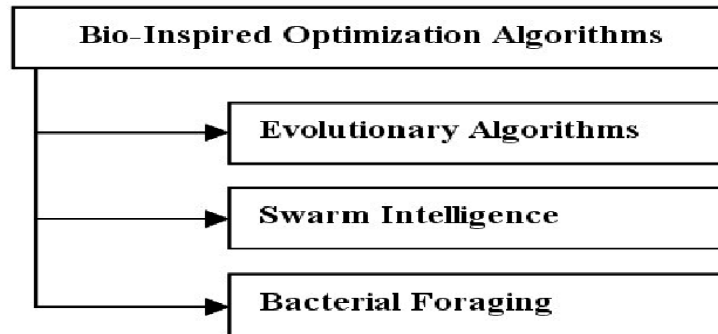 Bio-Inspired Optimization Algorithms
Evolutionary Algorithms
Swarm Intelligence
Bacterial Foraging